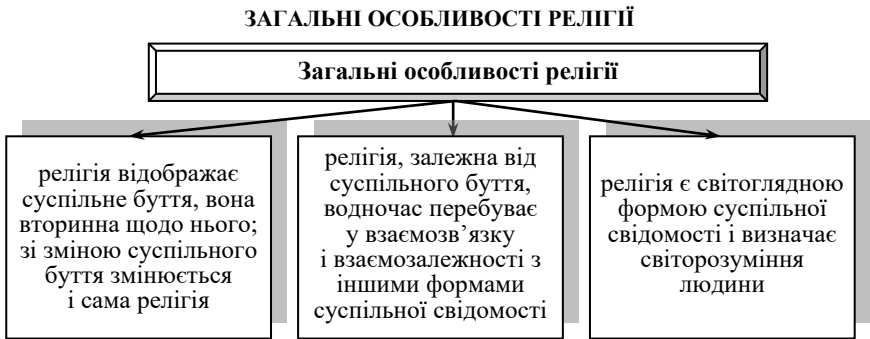 ЗАГАЛЬНІ ОСОБЛИВОСТІ РЕЛІГІЇ
Загальні особливості релігії
релігія відображає
суспільне буття, вона
вторинна щодо нього;
зі зміною суспільного
буття змінюється
і сама релігія
релігія, залежна від
суспільного буття,
водночас перебуває
у взаємозв’язку
і взаємозалежності з
іншими формами
суспільної свідомості
релігія є світоглядною
формою суспільної
свідомості і визначає
світорозуміння
людини